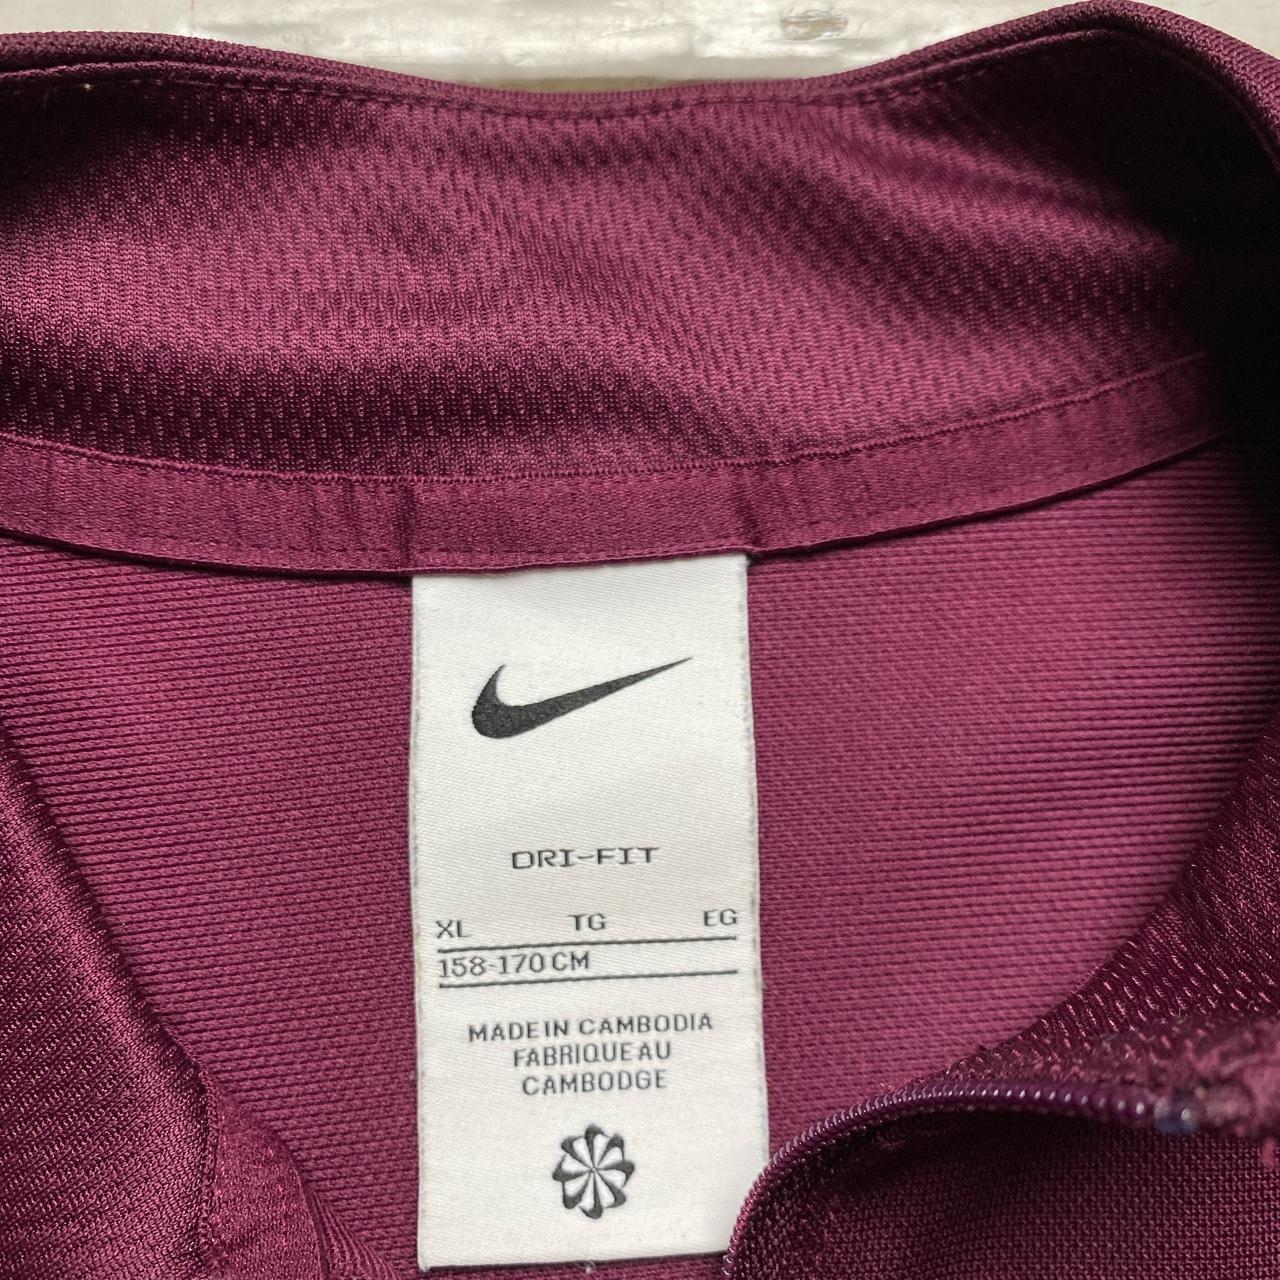 DRI-FIT
XL TG EG
158-170 CM
MADE IN CAMBODIA
FABRIQUE AU
CAMBODGE